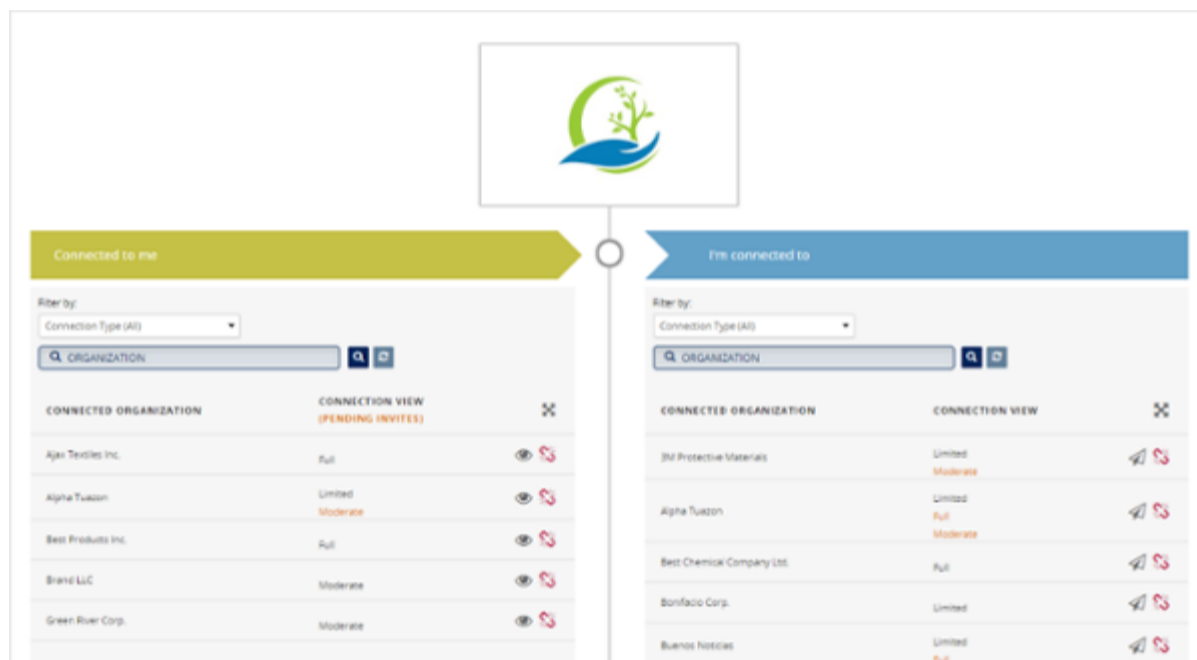 Connected to me
Filter by:
Connection Type (All)
ORGANIZATION
CONNECTED ORGANIZATION
CONNECTION VIEW
(PENDING INVITES)
Ajax Textiles Inc.
Full
Alpha Tuazon
Limited
Moderate
Best Products Inc.
Full
Brand LLC
Moderate
Green River Corp.
Moderate
I'm connected to
Filter by:
Connection Type (All)
ORGANIZATION
CONNECTED ORGANIZATION
CONNECTION VIEW
3M Protective Materials
Limited
Moderate
Alpha Tuazon
Limited
Full
Moderate
Best Chemical Company Ltd.
Full
Bonifacio Corp.
Limited
Buenos Noticias
Limited
Full